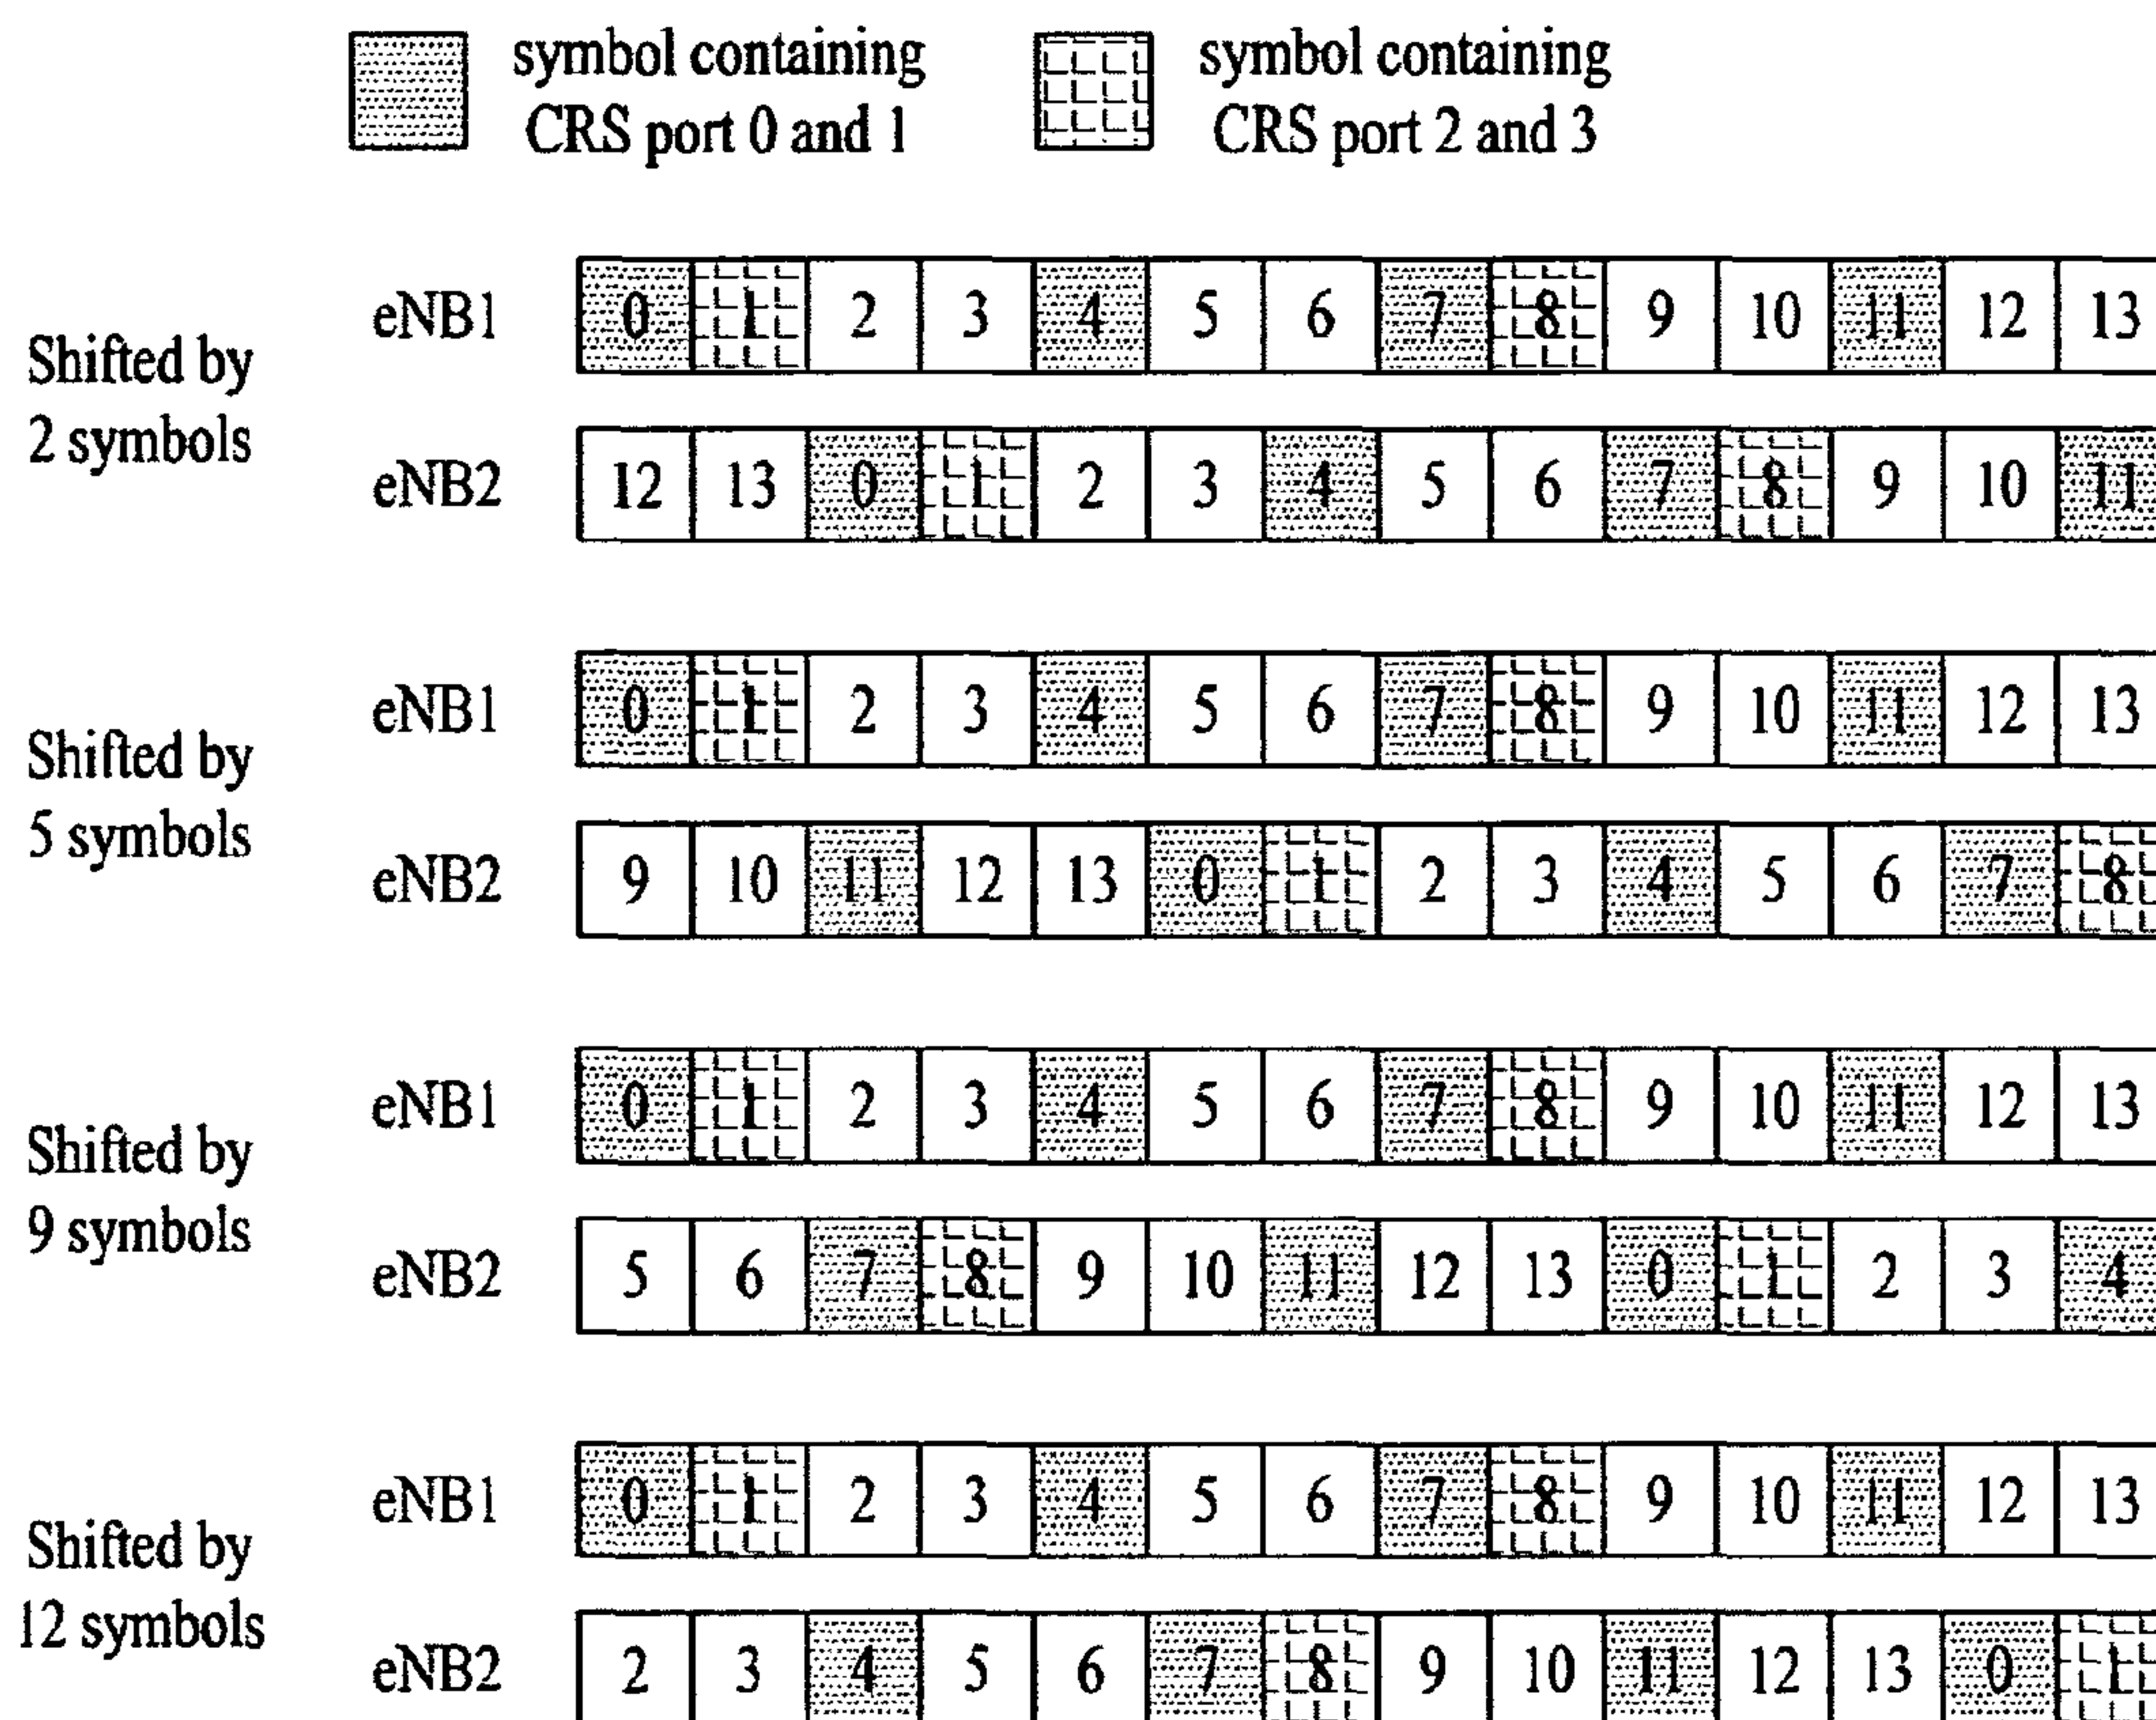 symbol containing
CRS port 0 and 1
symbol containing
CRS port 2 and 3
Shifted by
2 symbols
eNB1 0 1 2 3 4 5 6 7 8 9 10 11 12 13
eNB2 12 13 0 1 2 3 4 5 6 7 8 9 10 11
Shifted by
5 symbols
eNB1 0 1 2 3 4 5 6 7 8 9 10 11 12 13
eNB2 9 10 11 12 13 0 1 2 3 4 5 6 7 8
Shifted by
9 symbols
eNB1 0 1 2 3 4 5 6 7 8 9 10 11 12 13
eNB2 5 6 7 8 9 10 11 12 13 0 1 2 3 4
Shifted by
12 symbols
eNB1 0 1 2 3 4 5 6 7 8 9 10 11 12 13
eNB2 2 3 4 5 6 7 8 9 10 11 12 13 0 1